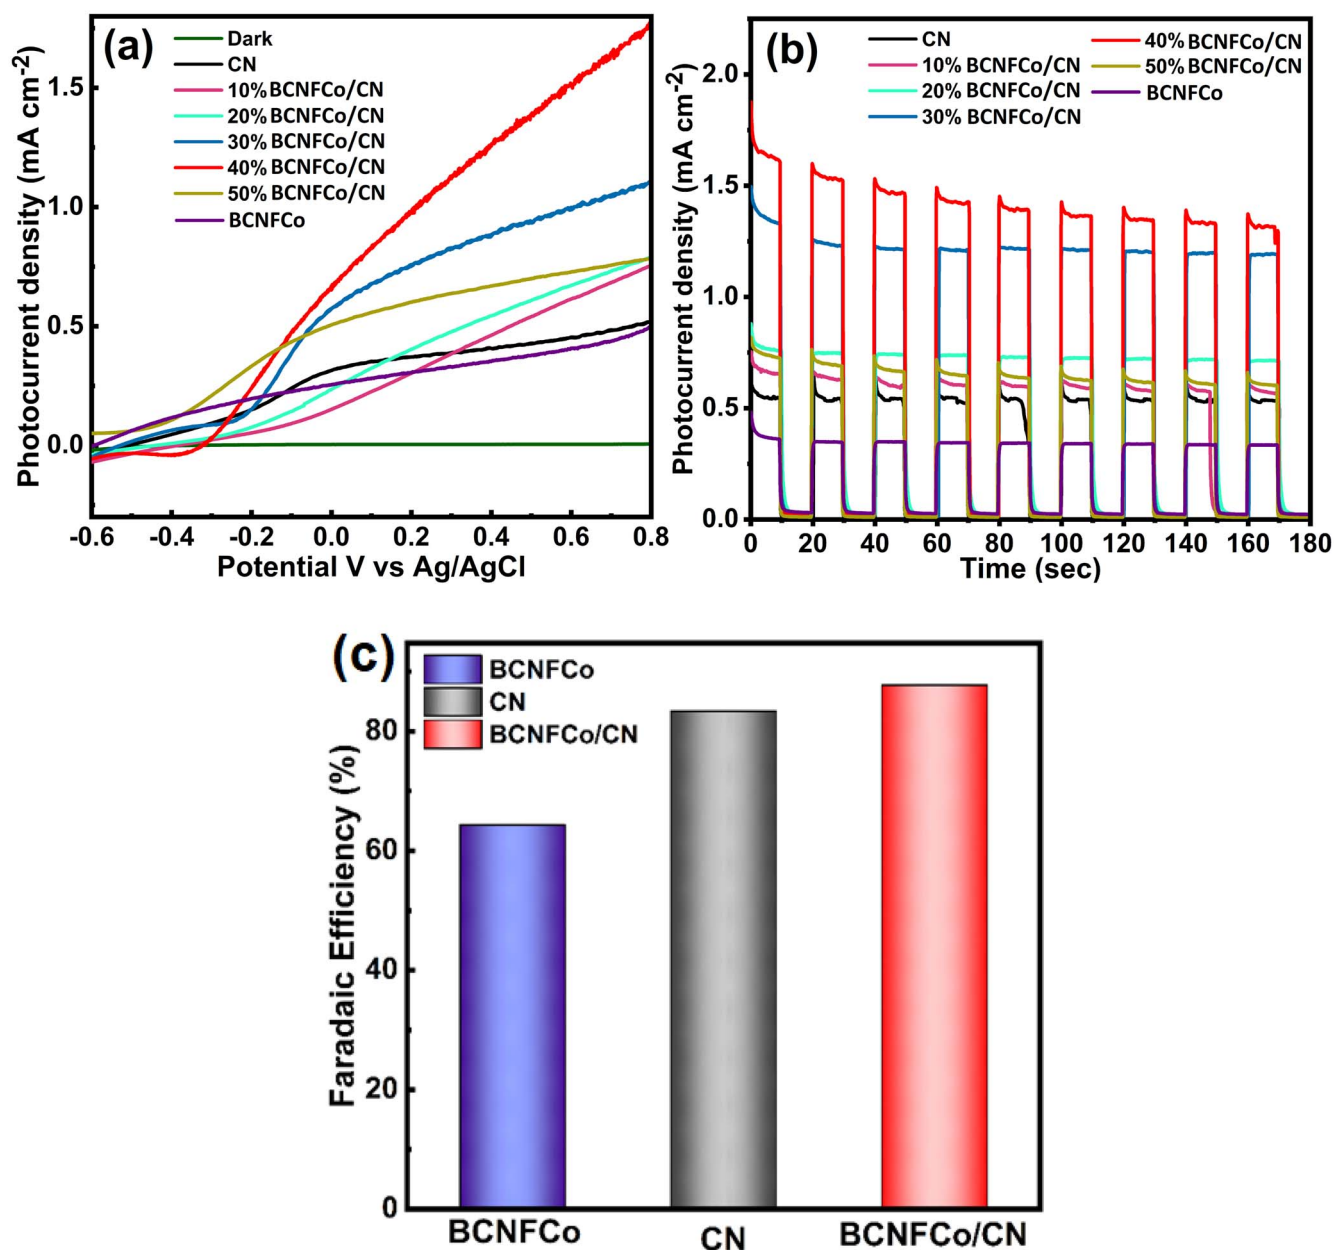 (a)
Dark
CN
10% BCNFCo/CN
20% BCNFCo/CN
30% BCNFCo/CN
40% BCNFCo/CN
50% BCNFCo/CN
BCNFCo
Photocurrent density (mA cm-2)
1.5
1.0
0.5
0.0
-0.6 -0.4 -0.2 0.0 0.2 0.4 0.6 0.8
Potential V vs Ag/AgCl
(b)
CN
10% BCNFCo/CN
20% BCNFCo/CN
30% BCNFCo/CN
40% BCNFCo/CN
50% BCNFCo/CN
BCNFCo
Photocurrent density (mA cm-2)
2.0
1.5
1.0
0.5
0.0
0 20 40 60 80 100 120 140 160 180
Time (sec)
(c)
BCNFCo
CN
BCNFCo/CN
Faradaic Efficiency (%)
80
60
40
20
0
BCNFCo CN BCNFCo/CN